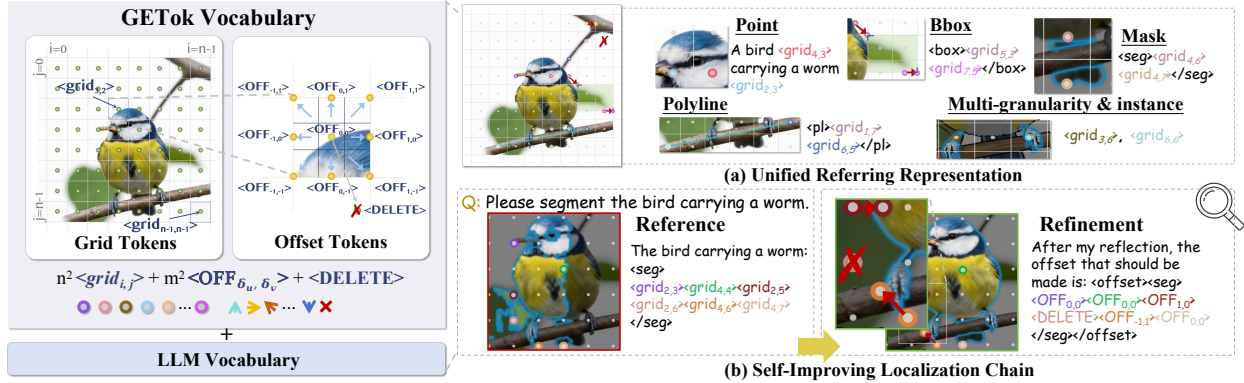 GETok Vocabulary
i=0
i=n-1
j=0
j=n-1
<grid3,2>
<gridn-1,n-1>
Grid Tokens
<OFF-1,1>
<OFF0,1>
<OFF1,1>
<OFF-1,0>
<OFF0,0>
<OFF1,0>
<OFF-1,-1>
<OFF0,-1>
<OFF1,-1>
<DELETE>
Offset Tokens
n² <grid i,j> + m² <OFF δu, δv> + <DELETE>
+
LLM Vocabulary
Point
A bird <grid4,3>
carrying a worm
<grid2,3>
Bbox
<box><grid5,3>
<grid7,5></box>
Mask
<seg><grid4,6>
<grid4,7></seg>
Polyline
<pl><grid1,7>
<grid6,5></pl>
Multi-granularity & instance
<grid3,6>, <grid6,6>
(a) Unified Referring Representation
Q: Please segment the bird carrying a worm.
Reference
The bird carrying a worm:
<seg>
<grid2,3><grid4,4><grid2,5>
<grid2,6><grid4,6><grid4,7>
</seg>
Refinement
After my reflection, the
offset that should be
made is: <offset><seg>
<OFF0,0><OFF0,0><OFF1,0>
<DELETE><OFF-1,1><OFF0,0>
</seg></offset>
(b) Self-Improving Localization Chain